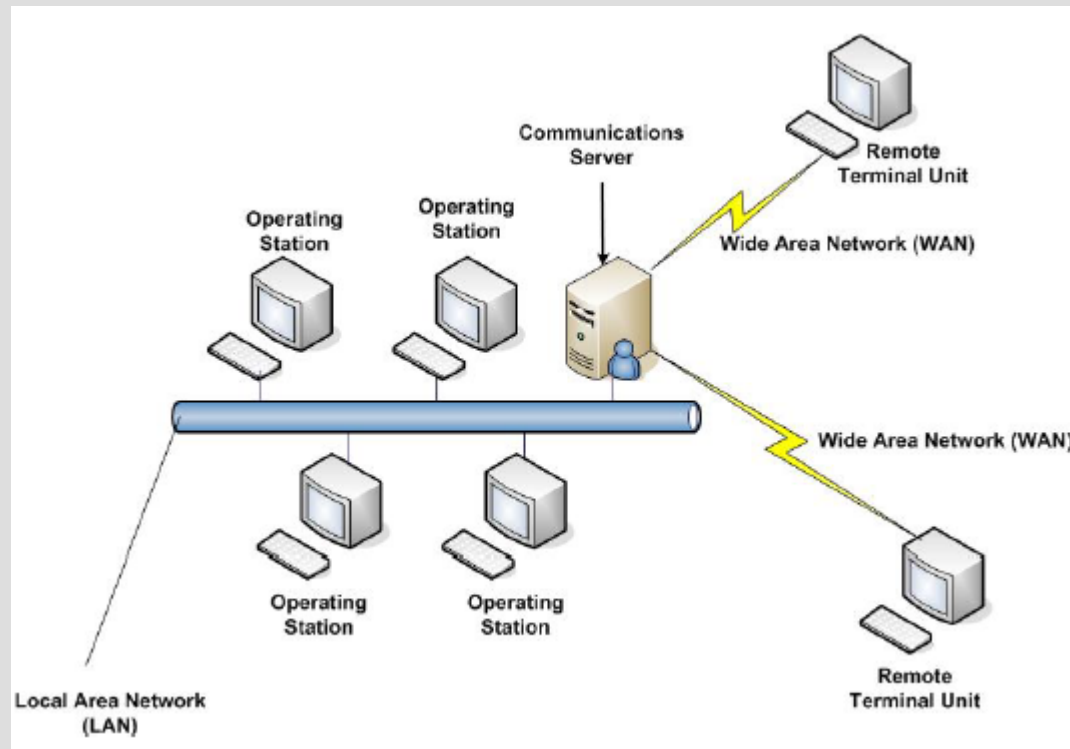 Communications
Server
Remote
Terminal Unit
Operating
Station
Operating
Station
Wide Area Network (WAN)
Wide Area Network (WAN)
Operating
Station
Operating
Station
Remote
Terminal Unit
Local Area Network
(LAN)